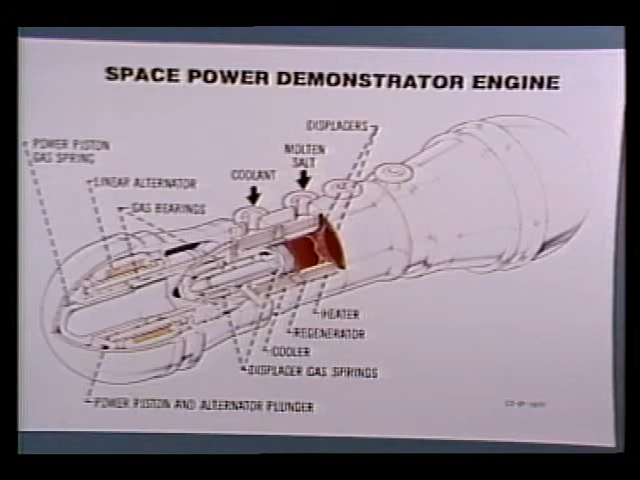 SPACE POWER DEMONSTRATOR ENGINE
DISPLACERS
POWER PISTON
GAS SPRING
MOLTEN
SALT
LINEAR ALTERNATOR
COOLANT
GAS BEARINGS
HEATER
REGENERATOR
COOLER
DISPLACER GAS SPRINGS
POWER PISTON AND ALTERNATOR PLUNGER